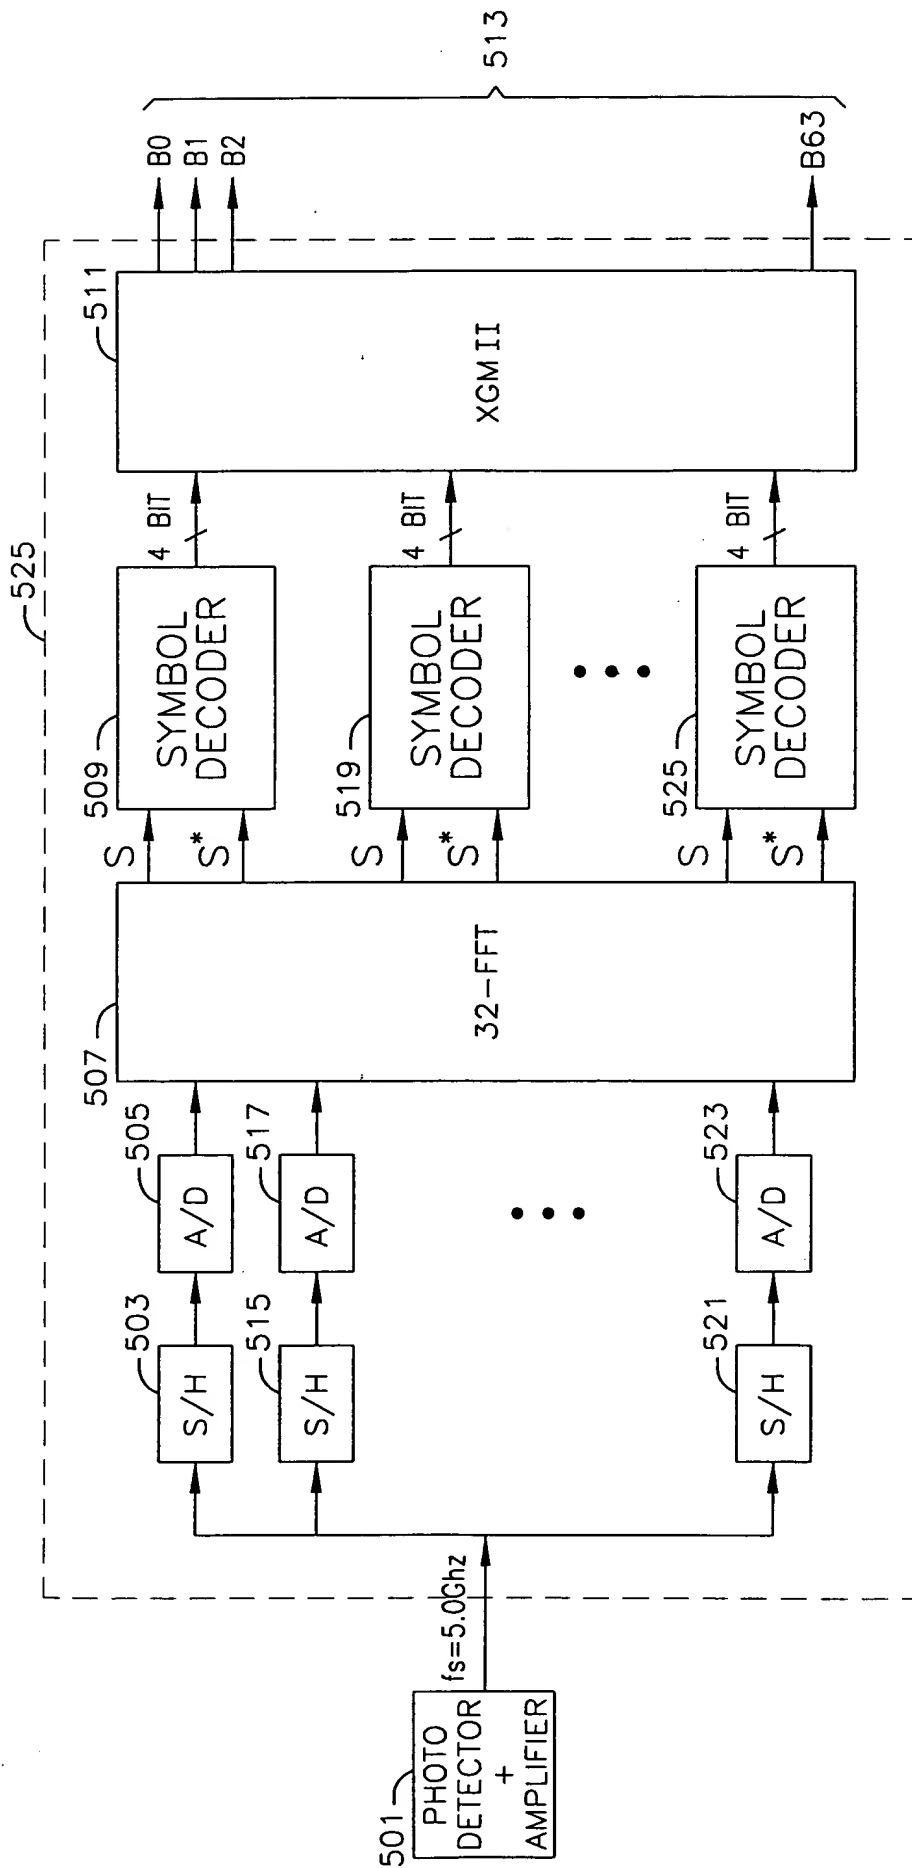 525
501
PHOTO
DETECTOR
+
AMPLIFIER
fs=5.0Ghz
503
S/H
505
A/D
515
S/H
517
A/D
521
S/H
523
A/D
507
32-FFT
S
S*
S
S*
S
S*
509
SYMBOL
DECODER
519
SYMBOL
DECODER
525
SYMBOL
DECODER
4 BIT
4 BIT
4 BIT
511
XGMII
B0
B1
B2
B63
513